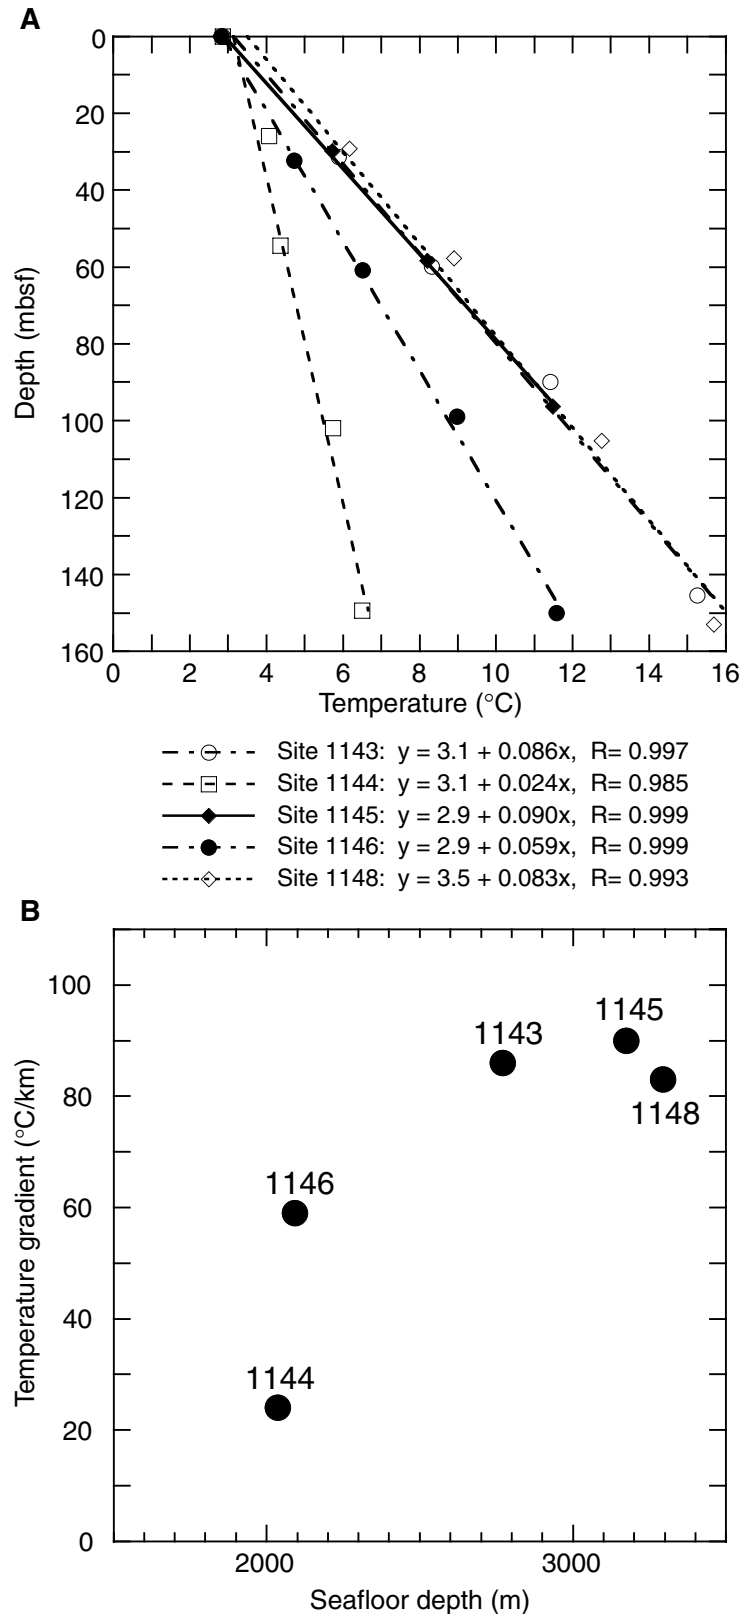 A
0
20
40
60
80
100
120
140
160
Depth (mbsf)
0 2 4 6 8 10 12 14 16
Temperature (°C)
Site 1143: y = 3.1 + 0.086x, R= 0.997
Site 1144: y = 3.1 + 0.024x, R= 0.985
Site 1145: y = 2.9 + 0.090x, R= 0.999
Site 1146: y = 2.9 + 0.059x, R= 0.999
Site 1148: y = 3.5 + 0.083x, R= 0.993
B
100
80
60
40
20
0
Temperature gradient (°C/km)
1145
1143
1148
1146
1144
2000 3000
Seafloor depth (m)